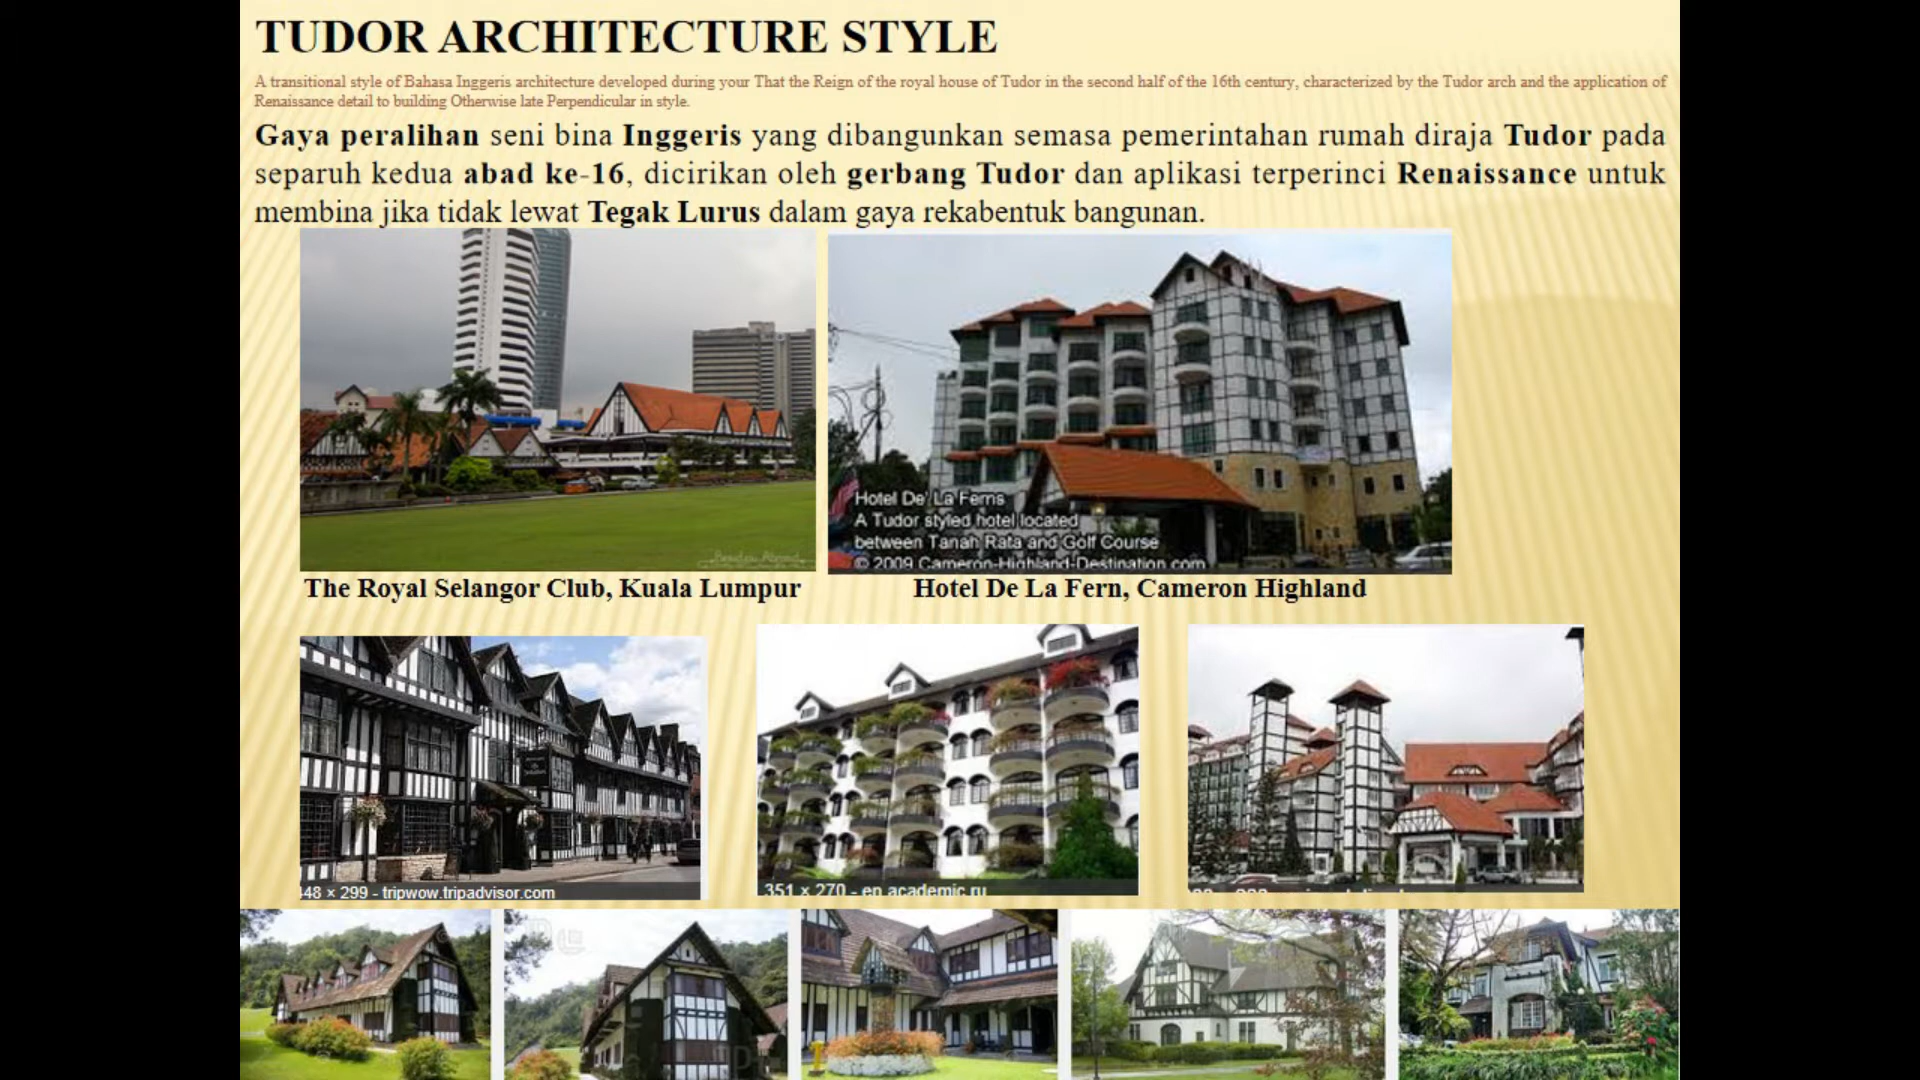 TUDOR ARCHITECTURE STYLE
A transitional style of Bahasa Inggeris architecture developed during your That the Reign of the royal house of Tudor in the second half of the 16th century, characterized by the Tudor arch and the application of
Renaissance detail to building Otherwise late Perpendicular in style.
Gaya peralihan seni bina Inggeris yang dibangunkan semasa pemerintahan rumah diraja Tudor pada
separuh kedua abad ke-16, dicirikan oleh gerbang Tudor dan aplikasi terperinci Renaissance untuk
membina jika tidak lewat Tegak Lurus dalam gaya rekabentuk bangunan.
Hotel De' La Ferns
A Tudor styled hotel located
between Tanah Rata and Golf Course
© 2009 Cameron-Highland-Destination.com
The Royal Selangor Club, Kuala Lumpur
Hotel De La Fern, Cameron Highland
48 × 299 - tripwow.tripadvisor.com
351 × 270 - en.academic.ru